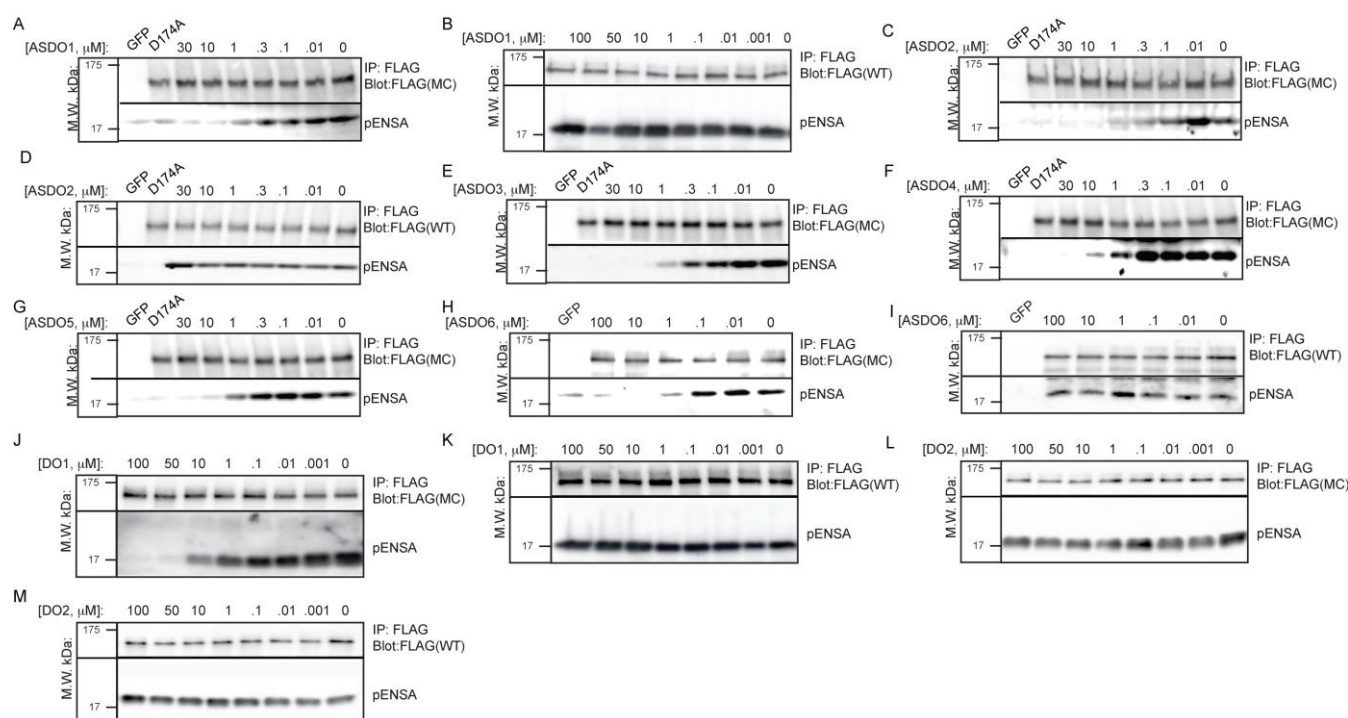 A
[ASDO1, μM]: GFP D174A 30 10 1 .3 .1 .01 0
M.W. kDa:
175
17
IP: FLAG
Blot:FLAG(MC)
pENSA
B
[ASDO1, μM]: 100 50 10 1 .1 .01 .001 0
M.W. kDa:
175
17
IP: FLAG
Blot:FLAG(WT)
pENSA
C
[ASDO2, μM]: GFP D174A 30 10 1 .3 .1 .01 0
M.W. kDa:
175
17
IP: FLAG
Blot:FLAG(MC)
pENSA
D
[ASDO2, μM]: GFP D174A 30 10 1 .3 .1 .01 0
M.W. kDa:
175
17
IP: FLAG
Blot:FLAG(WT)
pENSA
E
[ASDO3, μM]: GFP D174A 30 10 1 .3 .1 .01 0
M.W. kDa:
175
17
IP: FLAG
Blot:FLAG(MC)
pENSA
F
[ASDO4, μM]: GFP D174A 30 10 1 .3 .1 .01 0
M.W. kDa:
175
17
IP: FLAG
Blot:FLAG(MC)
pENSA
G
[ASDO5, μM]: GFP D174A 30 10 1 .3 .1 .01 0
M.W. kDa:
175
17
IP: FLAG
Blot:FLAG(MC)
pENSA
H
[ASDO6, μM]: GFP 100 10 1 .1 .01 0
M.W. kDa:
175
17
IP: FLAG
Blot:FLAG(MC)
pENSA
I
[ASDO6, μM]: GFP 100 10 1 .1 .01 0
M.W. kDa:
175
17
IP: FLAG
Blot:FLAG(WT)
pENSA
J
[DO1, μM]: 100 50 10 1 .1 .01 .001 0
M.W. kDa:
175
17
IP: FLAG
Blot:FLAG(MC)
pENSA
K
[DO1, μM]: 100 50 10 1 .1 .01 .001 0
M.W. kDa:
175
17
IP: FLAG
Blot:FLAG(WT)
pENSA
L
[DO2, μM]: 100 50 10 1 .1 .01 .001 0
M.W. kDa:
175
17
IP: FLAG
Blot:FLAG(MC)
pENSA
M
[DO2, μM]: 100 50 10 1 .1 .01 .001 0
M.W. kDa:
175
17
IP: FLAG
Blot:FLAG(WT)
pENSA